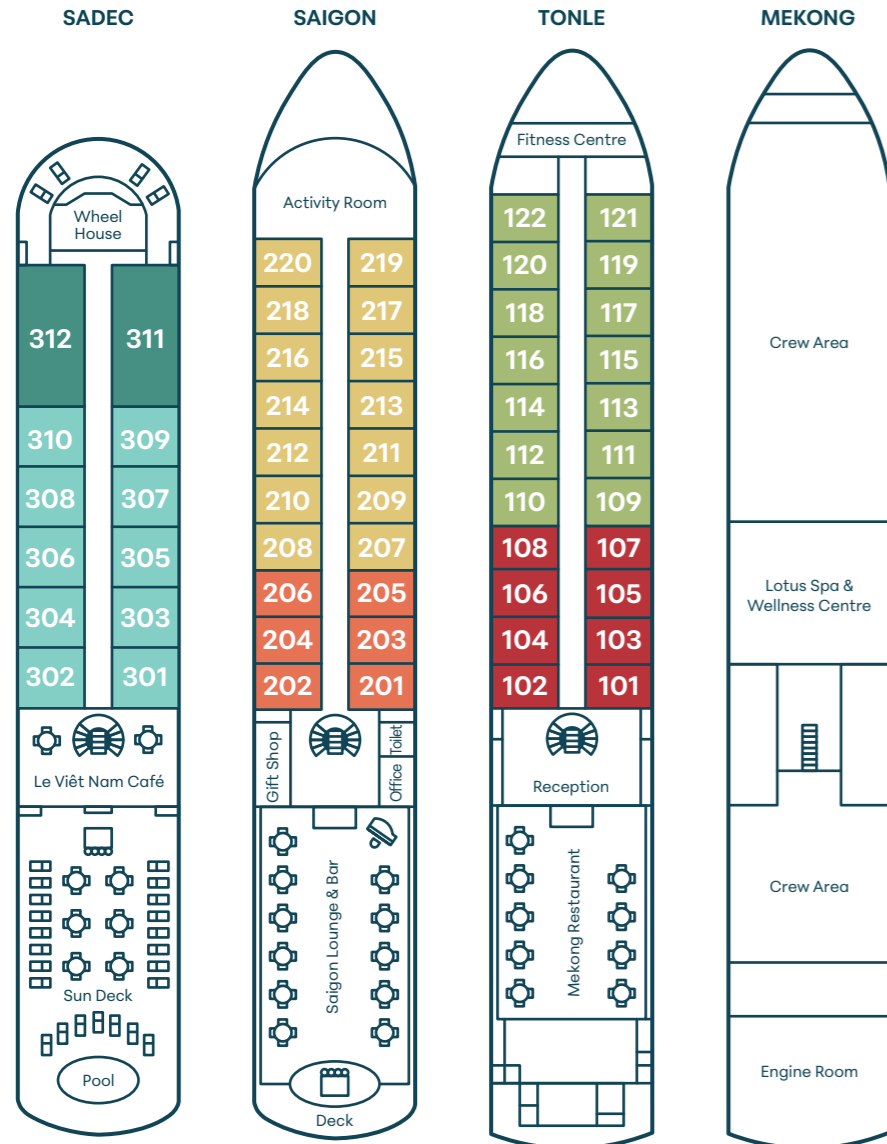 SADEC
Wheel
House
312 311
310 309
308 307
306 305
304 303
302 301
Le Viêt Nam Café
Sun Deck
Pool
SAIGON
Activity Room
220 219
218 217
216 215
214 213
212 211
210 209
208 207
206 205
204 203
202 201
Gift Shop
Toilet
Office
Saigon Lounge & Bar
Deck
TONLE
Fitness Centre
122 121
120 119
118 117
116 115
114 113
112 111
110 109
108 107
106 105
104 103
102 101
Reception
Mekong Restaurant
MEKONG
Crew Area
Lotus Spa &
Wellness Centre
Crew Area
Engine Room